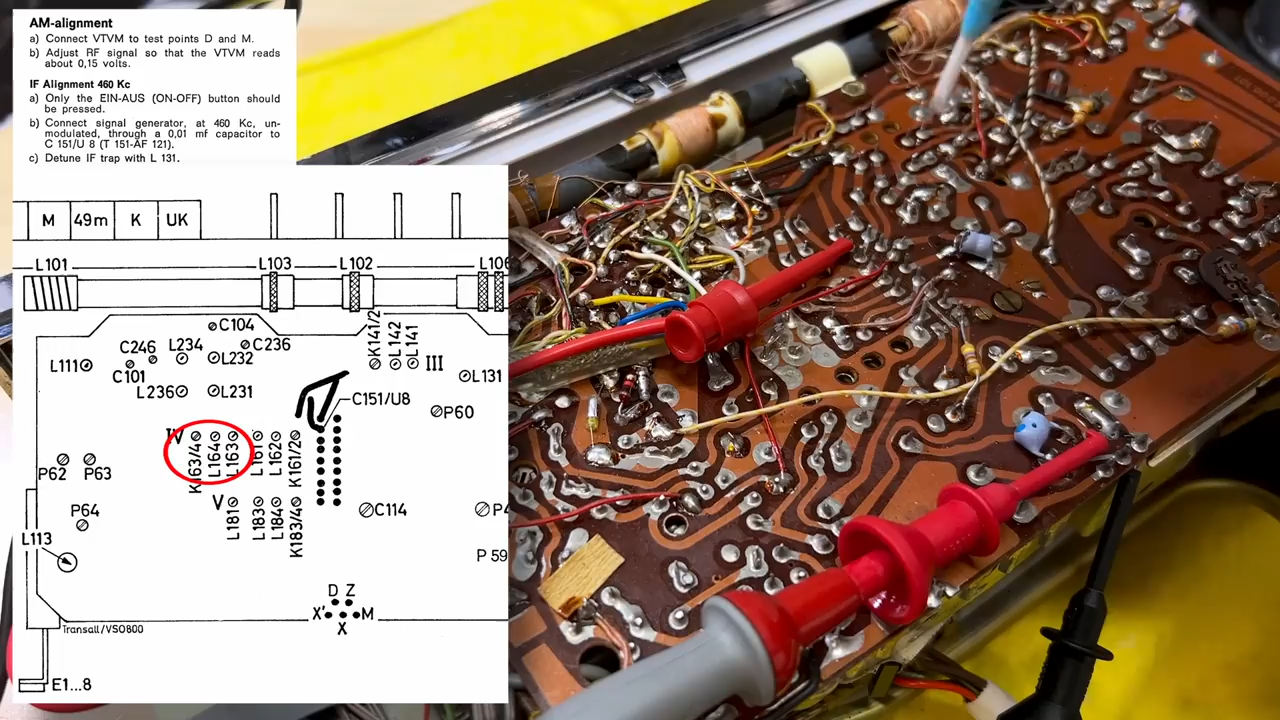 AM-alignment
a) Connect VTVM to test points D and M.
b) Adjust RF signal so that the VTVM reads
about 0,15 volts.
IF Alignment 460 Kc
a) Only the EIN-AUS (ON-OFF) button should
be pressed.
b) Connect signal generator, at 460 Kc, un-
modulated, through a 0,01 mf capacitor to
C 151/U 8 (T 151-AF 121).
c) Detune IF trap with L 131.
M 49m K UK
L101 L103 L102 L106
C104
C236
C246 L234 L232
L111
C101
L236 L231
K141/2 L142 L141 III
L131
C151/U8
P60
IV K163/4 L164 L163 L161 L162 K161/2
P62 P63
V L181 L183 L184 K183/4
P64
C114
L113
P 59
D Z
X' M
X
Transall/VS0800
E1...8